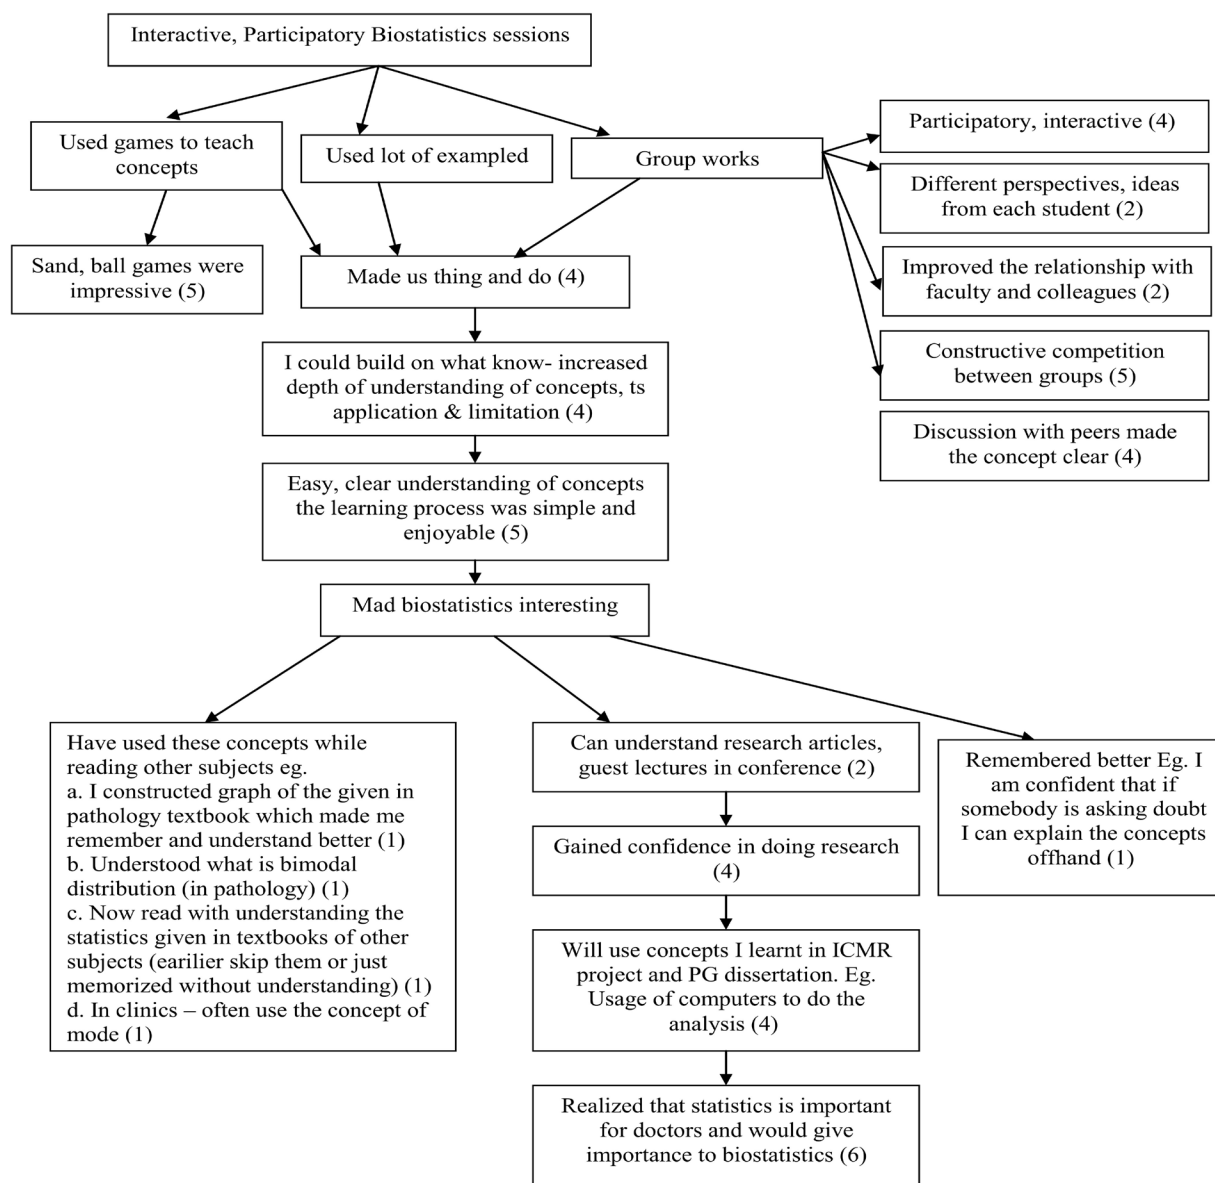 Interactive, Participatory Biostatistics sessions
Used games to teach
concepts
Used lot of exampled
Group works
Participatory, interactive (4)
Different perspectives, ideas
from each student (2)
Improved the relationship with
faculty and colleagues (2)
Constructive competition
between groups (5)
Discussion with peers made
the concept clear (4)
Sand, ball games were
impressive (5)
Made us thing and do (4)
I could build on what know- increased
depth of understanding of concepts, ts
application & limitation (4)
Easy, clear understanding of concepts
the learning process was simple and
enjoyable (5)
Mad biostatistics interesting
Have used these concepts while
reading other subjects eg.
a. I constructed graph of the given in
pathology textbook which made me
remember and understand better (1)
b. Understood what is bimodal
distribution (in pathology) (1)
c. Now read with understanding the
statistics given in textbooks of other
subjects (earilier skip them or just
memorized without understanding) (1)
d. In clinics – often use the concept of
mode (1)
Can understand research articles,
guest lectures in conference (2)
Gained confidence in doing research
(4)
Will use concepts I learnt in ICMR
project and PG dissertation. Eg.
Usage of computers to do the
analysis (4)
Realized that statistics is important
for doctors and would give
importance to biostatistics (6)
Remembered better Eg. I
am confident that if
somebody is asking doubt
I can explain the concepts
offhand (1)